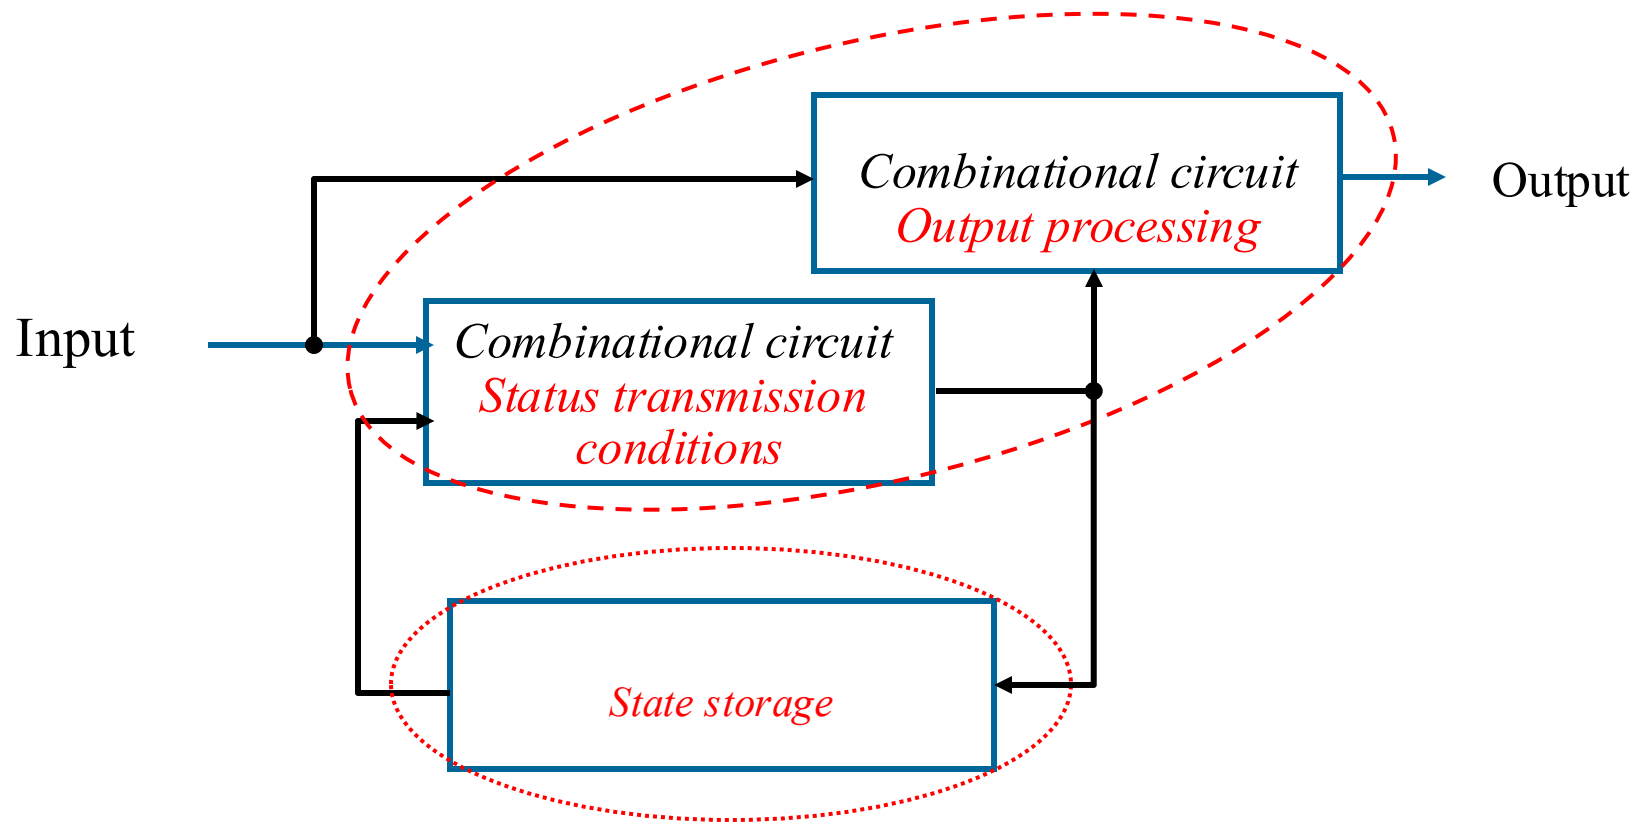 Combinational circuit
Output processing
Output
Input
Combinational circuit
Status transmission
conditions
State storage